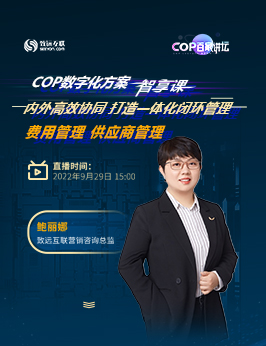 致远互联
seeyon.com
COP百家讲坛
COP数字化方案 智享课
内外高效协同 打造一体化闭环管理
费用管理 供应商管理
直播时间：
2022年9月29日 15:00
鲍丽娜
致远互联营销咨询总监